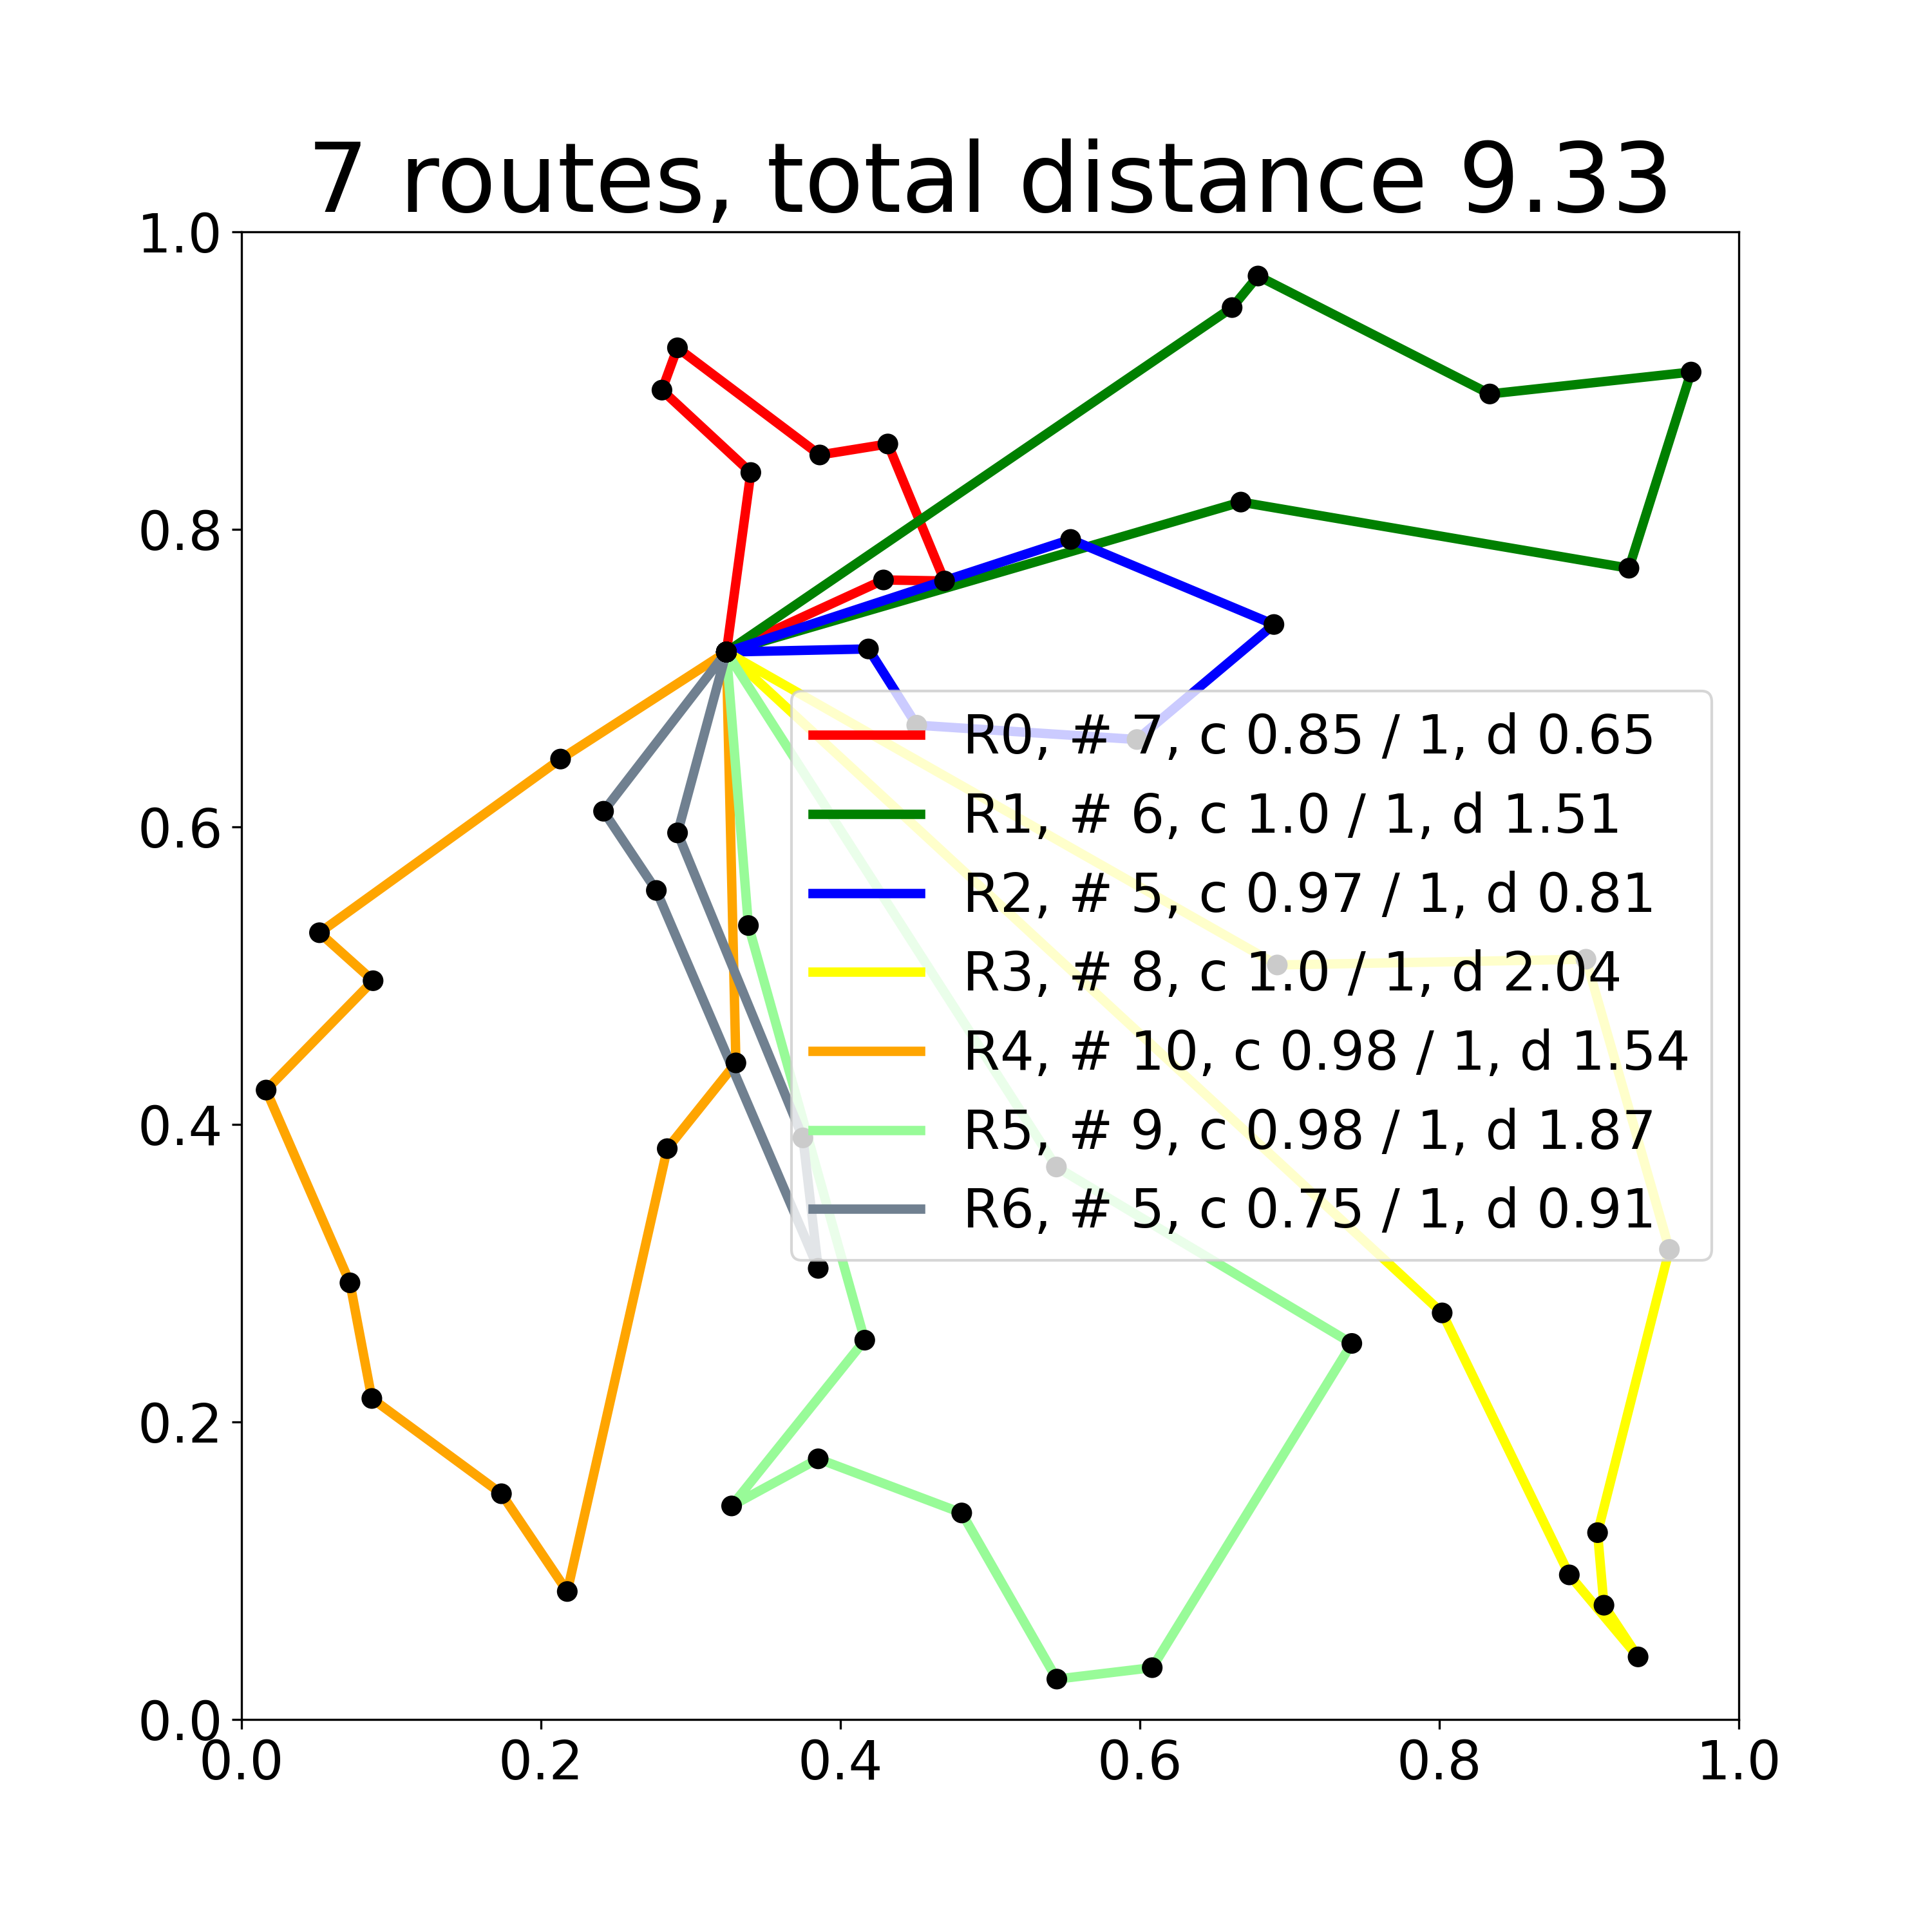 7 routes, total distance 9.33
1.0
0.8
0.6
0.4
0.2
0.0
0.0 0.2 0.4 0.6 0.8 1.0
R0, # 7, c 0.85 / 1, d 0.65
R1, # 6, c 1.0 / 1, d 1.51
R2, # 5, c 0.97 / 1, d 0.81
R3, # 8, c 1.0 / 1, d 2.04
R4, # 10, c 0.98 / 1, d 1.54
R5, # 9, c 0.98 / 1, d 1.87
R6, # 5, c 0.75 / 1, d 0.91